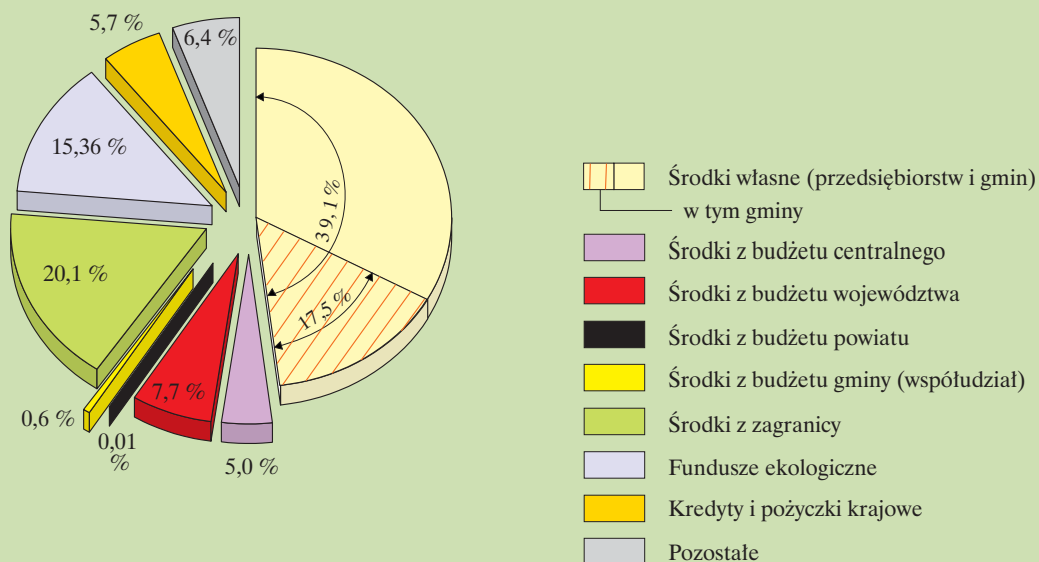 5,7 %
6,4 %
15,36 %
39,1 %
20,1 %
17,5 %
7,7 %
0,6 %
0,01
%
5,0 %
Środki własne (przedsiębiorstw i gmin)
w tym gminy
Środki z budżetu centralnego
Środki z budżetu województwa
Środki z budżetu powiatu
Środki z budżetu gminy (współudział)
Środki z zagranicy
Fundusze ekologiczne
Kredyty i pożyczki krajowe
Pozostałe